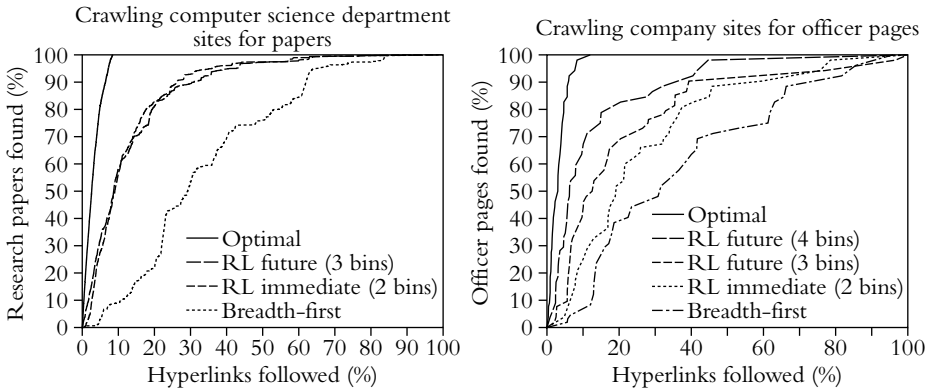 Crawling computer science department
sites for papers
Research papers found (%)
100
90
80
70
60
50
40
30
20
10
0
Optimal
RL future (3 bins)
RL immediate (2 bins)
Breadth-first
0 10 20 30 40 50 60 70 80 90 100
Hyperlinks followed (%)
Crawling company sites for officer pages
Officer pages found (%)
100
90
80
70
60
50
40
30
20
10
0
Optimal
RL future (4 bins)
RL future (3 bins)
RL immediate (2 bins)
Breadth-first
0 20 40 60 80 100
Hyperlinks followed (%)